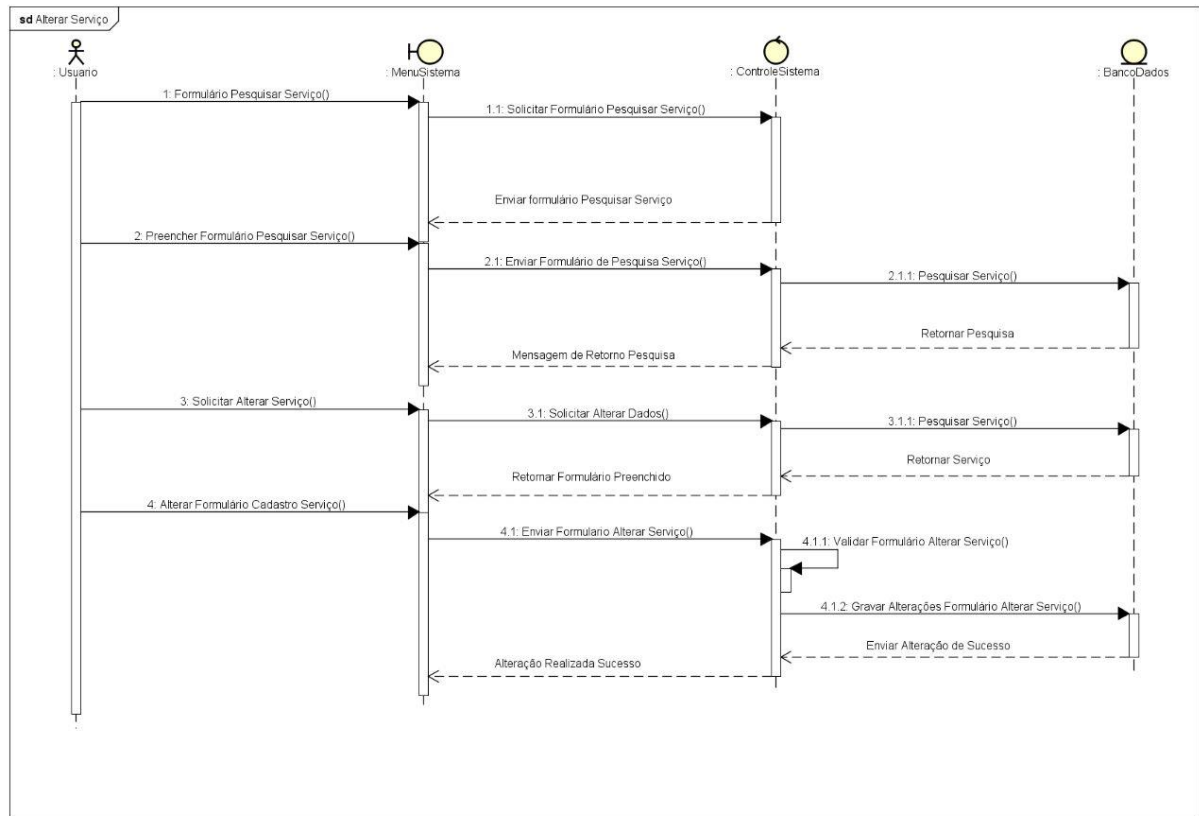 sd Alterar Serviço
: Usuario
: MenuSistema
: ControleSistema
: BancoDados
1: Formulário Pesquisar Serviço()
1.1: Solicitar Formulário Pesquisar Serviço()
Enviar formulário Pesquisar Serviço
2: Preencher Formulário Pesquisar Serviço()
2.1: Enviar Formulário de Pesquisa Serviço()
2.1.1: Pesquisar Serviço()
Retornar Pesquisa
Mensagem de Retorno Pesquisa
3: Solicitar Alterar Serviço()
3.1: Solicitar Alterar Dados()
3.1.1: Pesquisar Serviço()
Retornar Serviço
Retornar Formulário Preenchido
4: Alterar Formulário Cadastro Serviço()
4.1: Enviar Formulario Alterar Serviço()
4.1.1: Validar Formulário Alterar Serviço()
4.1.2: Gravar Alterações Formulário Alterar Serviço()
Enviar Alteração de Sucesso
Alteração Realizada Sucesso